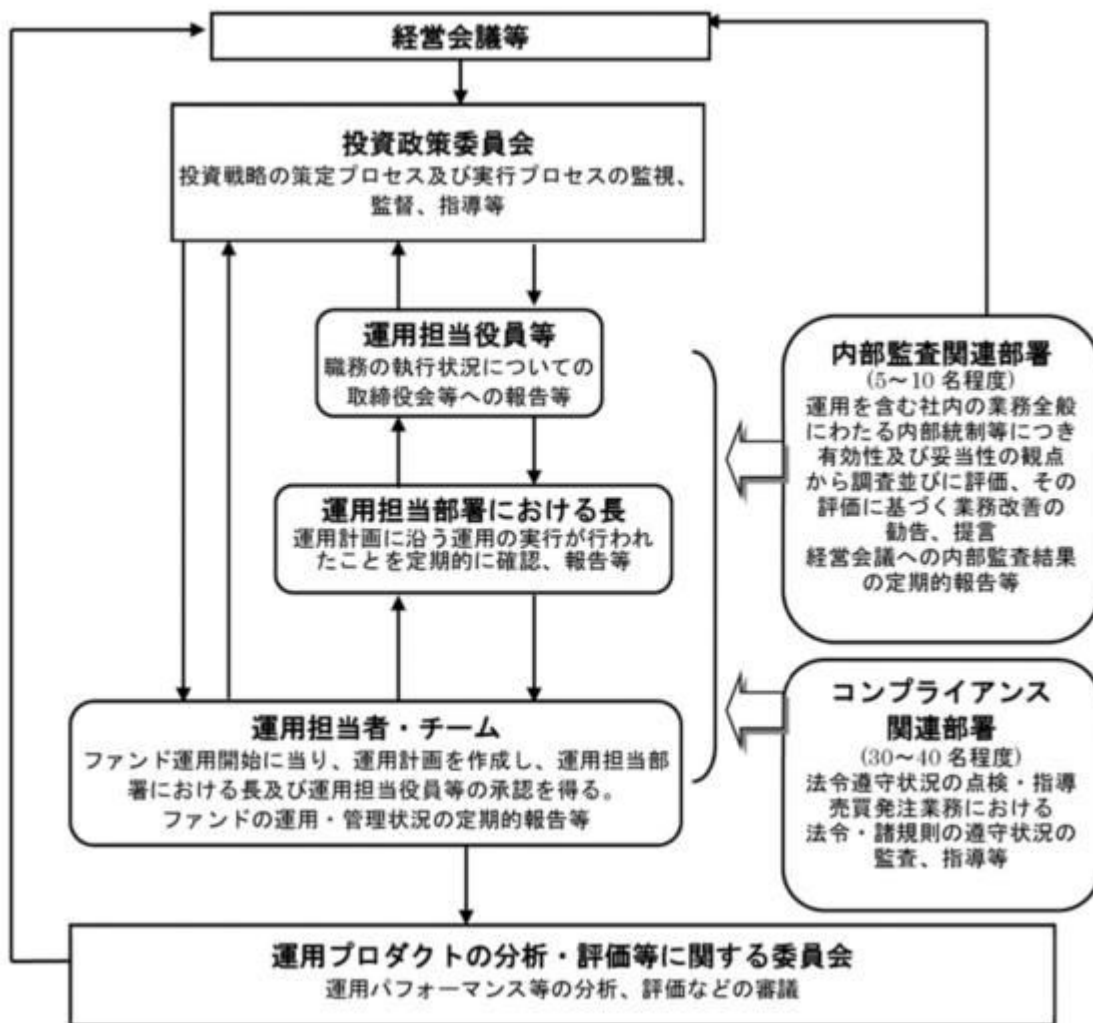 経営会議等
投資政策委員会
投資戦略の策定プロセス及び実行プロセスの監視、
監督、指導等
運用担当役員等
職務の執行状況についての
取締役会等への報告等
運用担当部署における長
運用計画に沿う運用の実行が行われ
たことを定期的に確認、報告等
運用担当者・チーム
ファンド運用開始に当り、運用計画を作成し、運用担当部
署における長及び運用担当役員等の承認を得る。
ファンドの運用・管理状況の定期的報告等
内部監査関連部署
(5～10 名程度)
運用を含む社内の業務全般
にわたる内部統制等につき
有効性及び妥当性の観点
から調査並びに評価、その
評価に基づく業務改善の
勧告、提言
経営会議への内部監査結果
の定期的報告等
コンプライアンス
関連部署
(30～40 名程度)
法令遵守状況の点検・指導
売買発注業務における
法令・諸規則の遵守状況の
監査、指導等
運用プロダクトの分析・評価等に関する委員会
運用パフォーマンス等の分析、評価などの審議